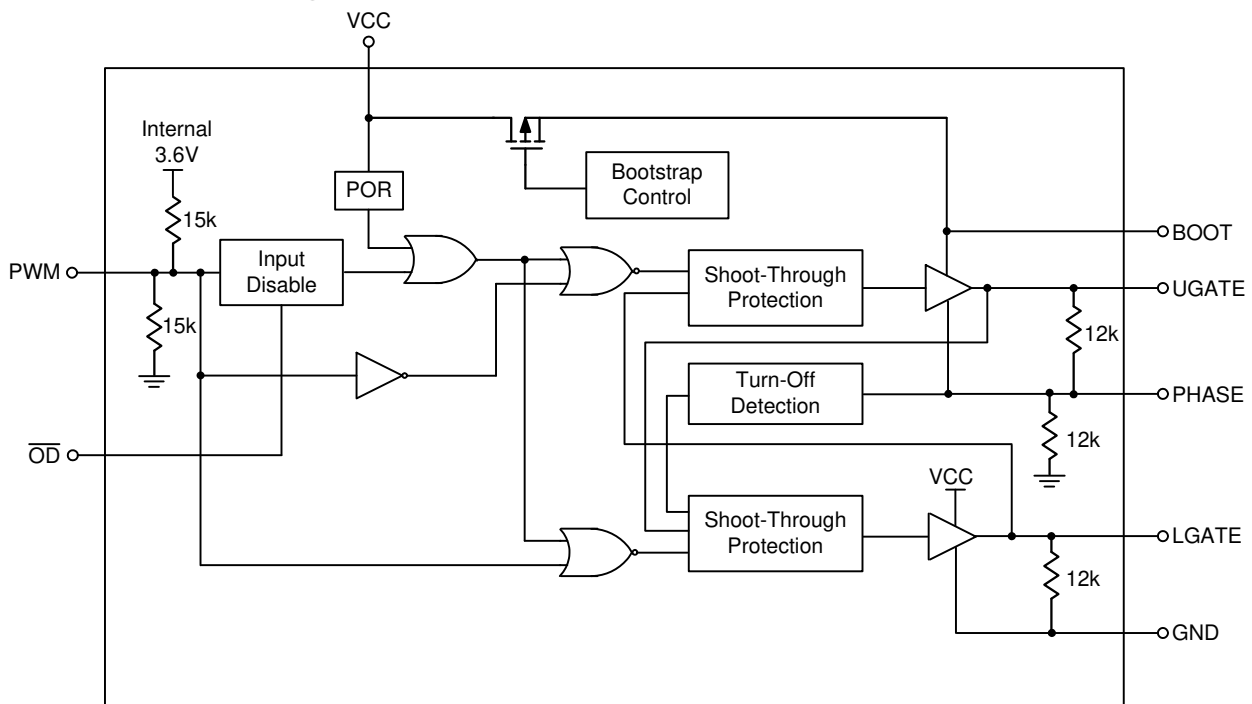 VCC
Internal
3.6V
15k
POR
Bootstrap
Control
BOOT
PWM
Input
Disable
Shoot-Through
Protection
UGATE
15k
12k
Turn-Off
Detection
PHASE
12k
O̅D̅
VCC
Shoot-Through
Protection
LGATE
12k
GND